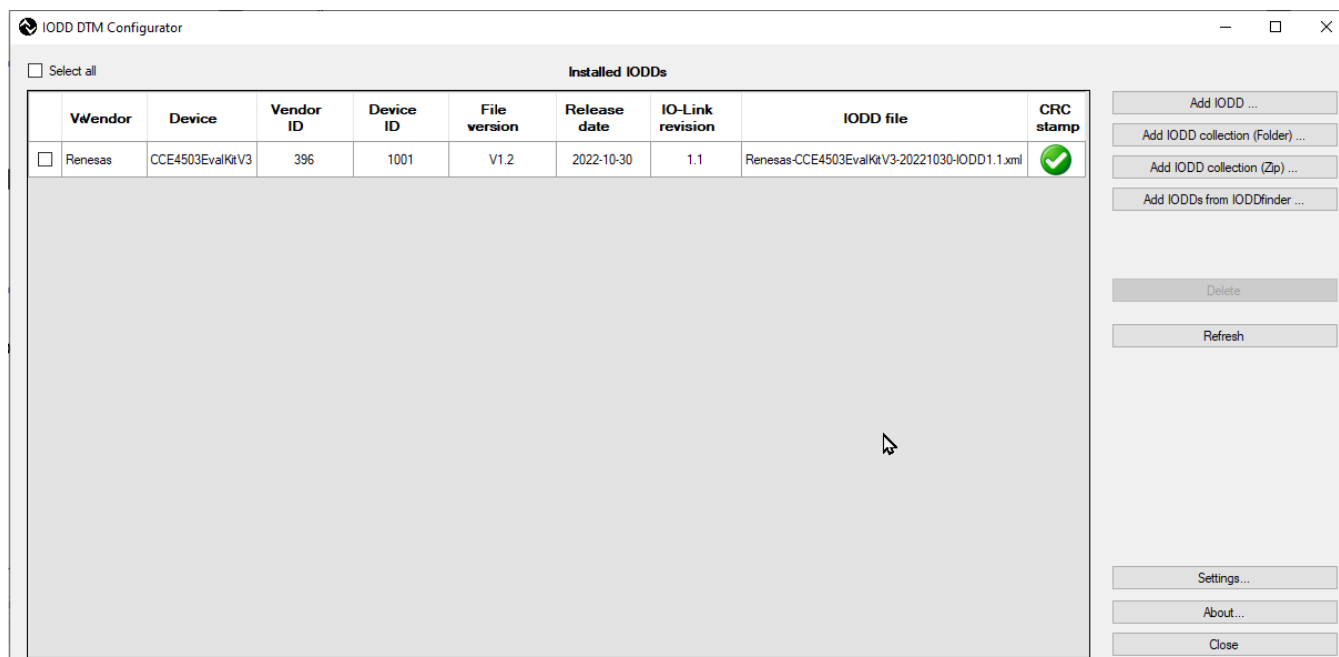 IODD DTM Configurator
Select all
Installed IODDs
VVendor Device Vendor ID Device ID File version Release date IO-Link revision IODD file CRC stamp
Renesas CCE4503EvalKitV3 396 1001 V1.2 2022-10-30 1.1 Renesas-CCE4503EvalKitV3-20221030-IODD1.1.xml
Add IODD ...
Add IODD collection (Folder) ...
Add IODD collection (Zip) ...
Add IODDs from IODDfinder ...
Delete
Refresh
Settings...
About...
Close